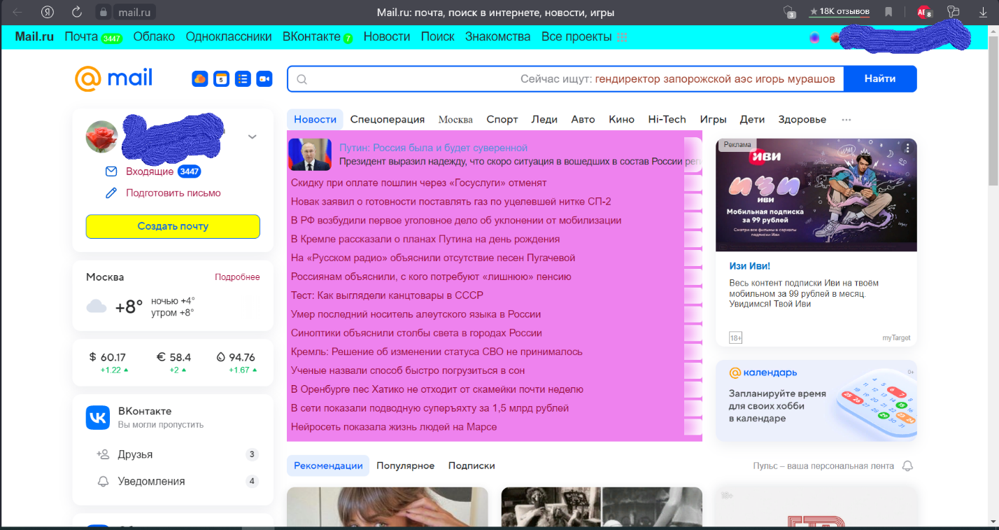 mail.ru
Mail.ru: почта, поиск в интернете, новости, игры
3
★ 18К отзывов
8
Mail.ru Почта 3447 Облако Одноклассники ВКонтакте 7 Новости Поиск Знакомства Все проекты
@ mail
5
Сейчас ищут: гендиректор запорожской аэс игорь мурашов
Найти
Входящие 3447
Подготовить письмо
Создать почту
Москва Подробнее
+8° ночью +4°
утром +8°
$ 60.17 € 58.4 94.76
+1.22 +2 +1.67
ВКонтакте
Вы могли пропустить
Друзья 3
Уведомления 4
Новости Спецоперация Москва Спорт Леди Авто Кино Hi-Tech Игры Дети Здоровье ...
Путин: Россия была и будет суверенной
Президент выразил надежду, что скоро ситуация в вошедших в состав России рег
Скидку при оплате пошлин через «Госуслуги» отменят
Новак заявил о готовности поставлять газ по уцелевшей нитке СП-2
В РФ возбудили первое уголовное дело об уклонении от мобилизации
В Кремле рассказали о планах Путина на день рождения
На «Русском радио» объяснили отсутствие песен Пугачевой
Россиянам объяснили, с кого потребуют «лишнюю» пенсию
Тест: Как выглядели канцтовары в СССР
Умер последний носитель алеутского языка в России
Синоптики объяснили столбы света в городах России
Кремль: Решение об изменении статуса СВО не принималось
Ученые назвали способ быстро погрузиться в сон
В Оренбурге пес Хатико не отходит от скамейки почти неделю
В сети показали подводную суперъяхту за 1,5 млрд рублей
Нейросеть показала жизнь людей на Марсе
Реклама
иви
изи
иви
Мобильная подписка
за 99 рублей
Смотри все фильмы и сериалы
подписки Иви
Изи Иви!
Весь контент подписки Иви на твоём
мобильном за 99 рублей в месяц.
Увидимся! Твой Иви
18+ myTarget
@ календарь 0+
Запланируйте время
для своих хобби
в календаре
Рекомендации Популярное Подписки
Пульс – ваша персональная лента